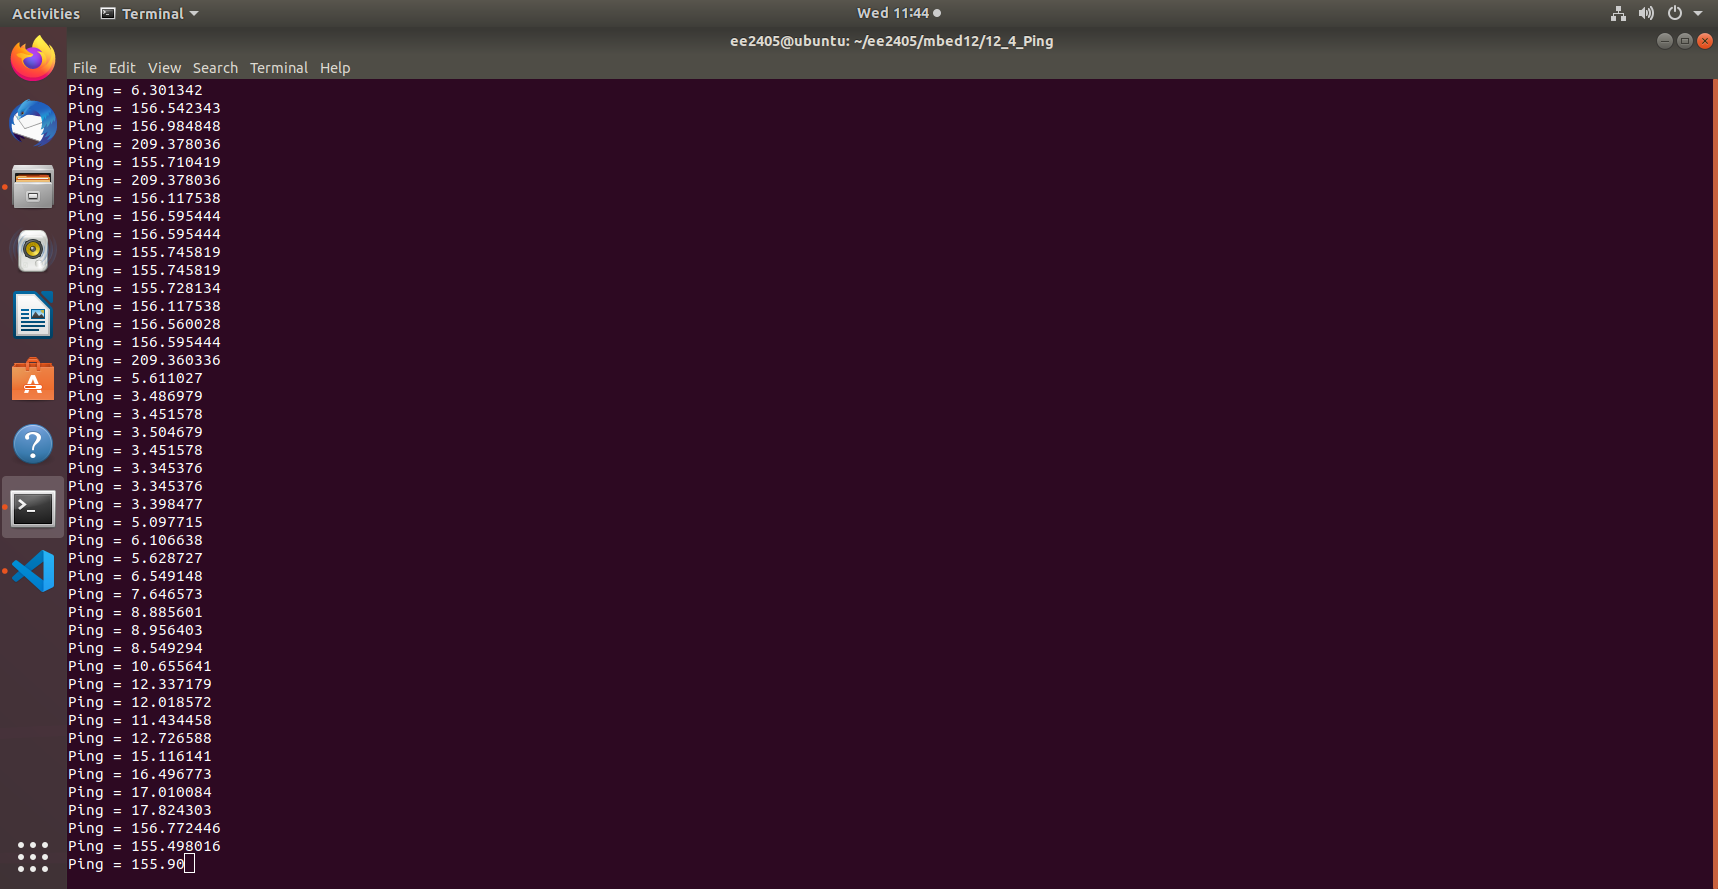 Activities Terminal Wed 11:44
ee2405@ubuntu: ~/ee2405/mbed12/12_4_Ping
File Edit View Search Terminal Help
Ping = 6.301342
Ping = 156.542343
Ping = 156.984848
Ping = 209.378036
Ping = 155.710419
Ping = 209.378036
Ping = 156.117538
Ping = 156.595444
Ping = 156.595444
Ping = 155.745819
Ping = 155.745819
Ping = 155.728134
Ping = 156.117538
Ping = 156.560028
Ping = 156.595444
Ping = 209.360336
Ping = 5.611027
Ping = 3.486979
Ping = 3.451578
Ping = 3.504679
Ping = 3.451578
Ping = 3.345376
Ping = 3.345376
Ping = 3.398477
Ping = 5.097715
Ping = 6.106638
Ping = 5.628727
Ping = 6.549148
Ping = 7.646573
Ping = 8.885601
Ping = 8.956403
Ping = 8.549294
Ping = 10.655641
Ping = 12.337179
Ping = 12.018572
Ping = 11.434458
Ping = 12.726588
Ping = 15.116141
Ping = 16.496773
Ping = 17.010084
Ping = 17.824303
Ping = 156.772446
Ping = 155.498016
Ping = 155.90